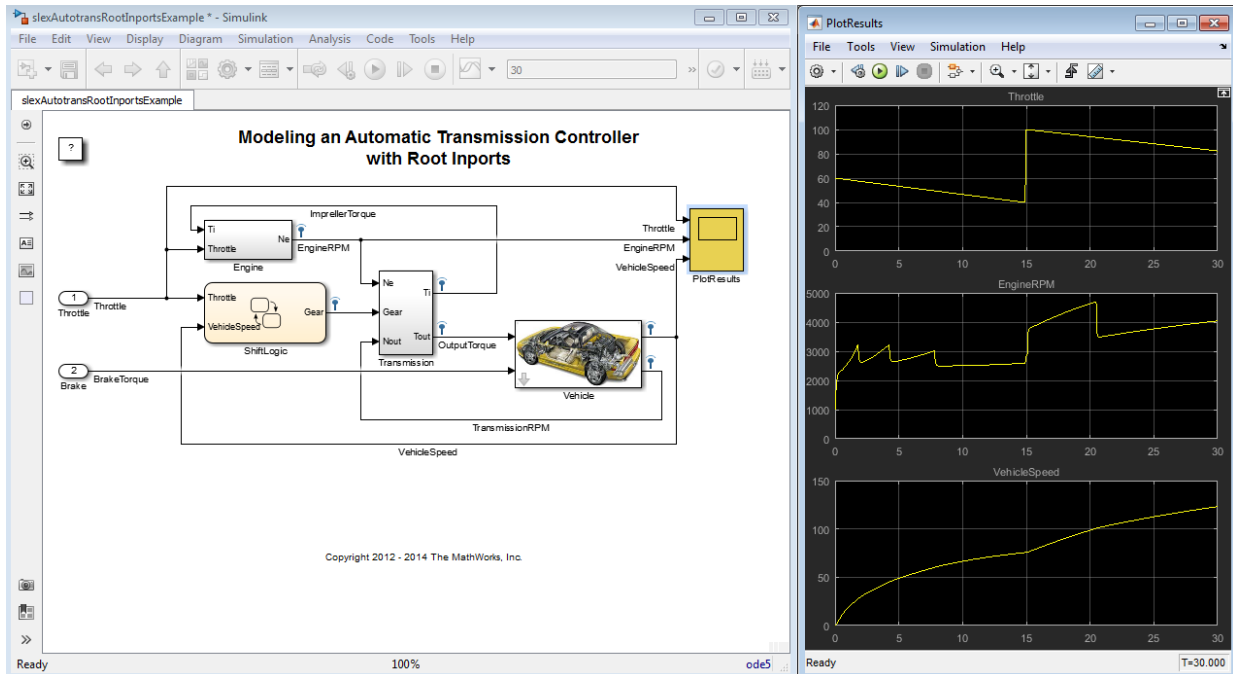 slexAutotransRootInportsExample * - Simulink
File Edit View Display Diagram Simulation Analysis Code Tools Help
30
slexAutotransRootInportsExample
?
Modeling an Automatic Transmission Controller
with Root Inports
ImprellerTorque
Ti
Throttle
Ne
EngineRPM
Engine
Throttle
EngineRPM
VehicleSpeed
PlotResults
1
Throttle
Throttle
Throttle
VehicleSpeed
Gear
ShiftLogic
Ne
Gear
Nout
Ti
Tout
OutputTorque
Transmission
2
Brake
BrakeTorque
Vehicle
TransmissionRPM
VehicleSpeed
Copyright 2012 - 2014 The MathWorks, Inc.
Ready 100% ode5
PlotResults
File Tools View Simulation Help
Throttle
120
100
80
60
40
20
0
0 5 10 15 20 25 30
EngineRPM
5000
4000
3000
2000
1000
0
0 5 10 15 20 25 30
VehicleSpeed
150
100
50
0
0 5 10 15 20 25 30
Ready T=30.000